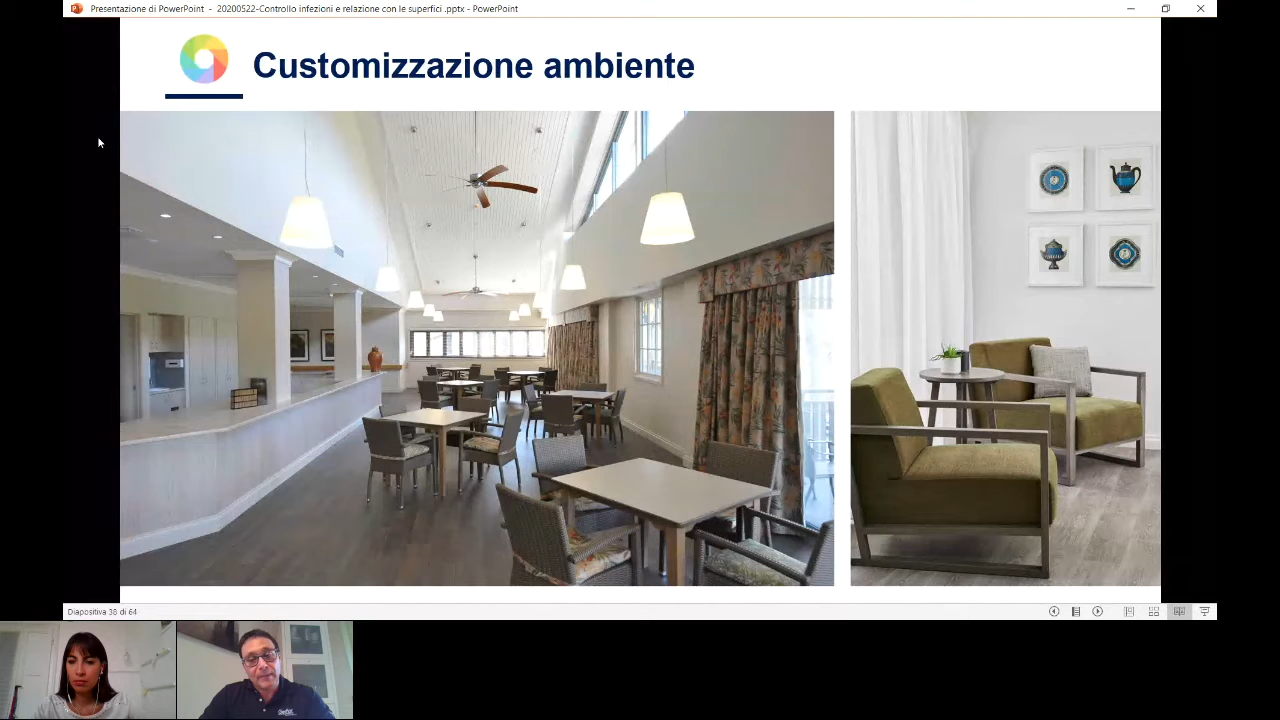 Presentazione di PowerPoint - 20200522-Controllo infezioni e relazione con le superfici .pptx - PowerPoint
Customizzazione ambiente
Diapositiva 38 di 64